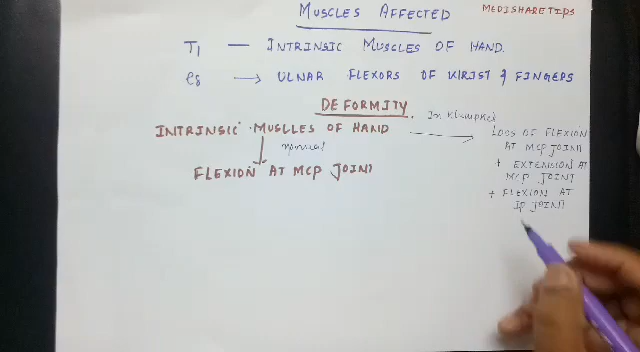 MUSCLES AFFECTED
MEDISHARETIPS
T1 — INTRINSIC MUSCLES OF HAND.
C8 → ULNAR FLEXORS OF WRIST & FINGERS
DEFORMITY.
In Klumpkes
INTRINSIC MUSCLES OF HAND
normal
FLEXION AT MCP JOINT
LOSS OF FLEXION
AT MCP JOINT
+ EXTENSION AT
MCP JOINT
+ FLEXION AT
IP JOINT